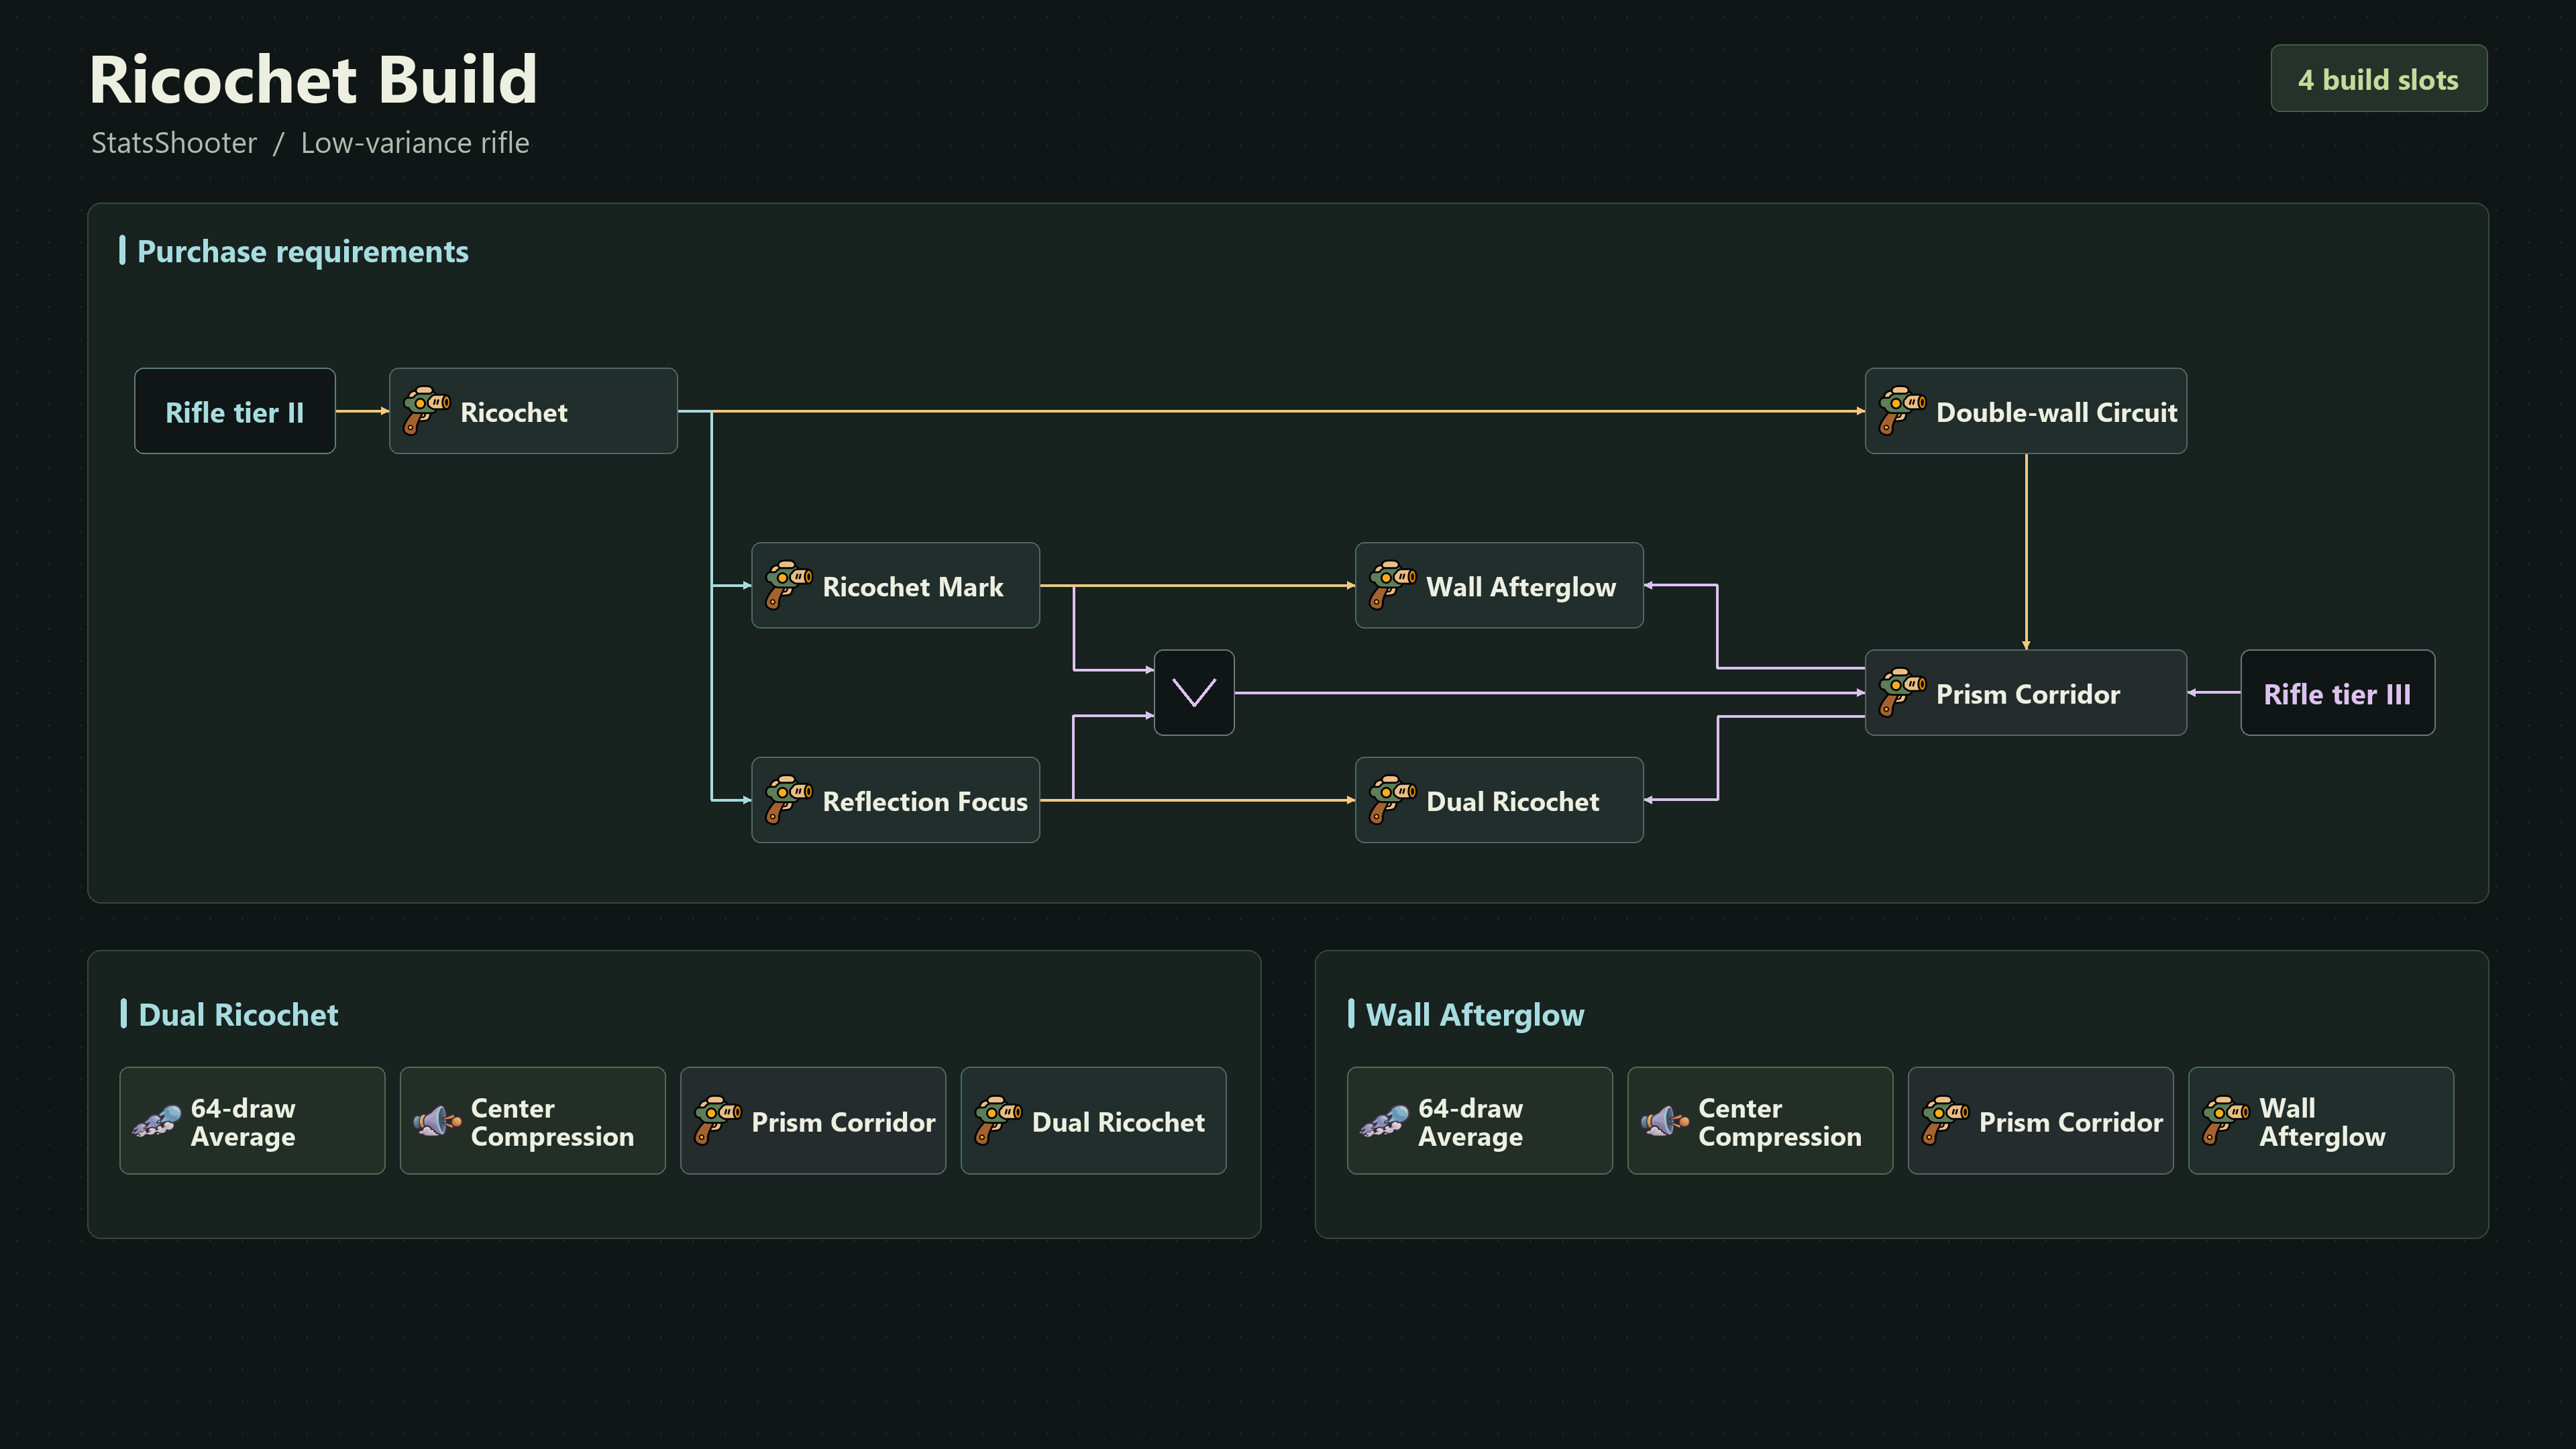 Ricochet Build
4 build slots
StatsShooter / Low-variance rifle
Purchase requirements
Rifle tier II
Ricochet
Double-wall Circuit
Ricochet Mark
Wall Afterglow
Prism Corridor
Rifle tier III
Reflection Focus
Dual Ricochet
Dual Ricochet
64-draw
Average
Center
Compression
Prism Corridor
Dual Ricochet
Wall Afterglow
64-draw
Average
Center
Compression
Prism Corridor
Wall
Afterglow